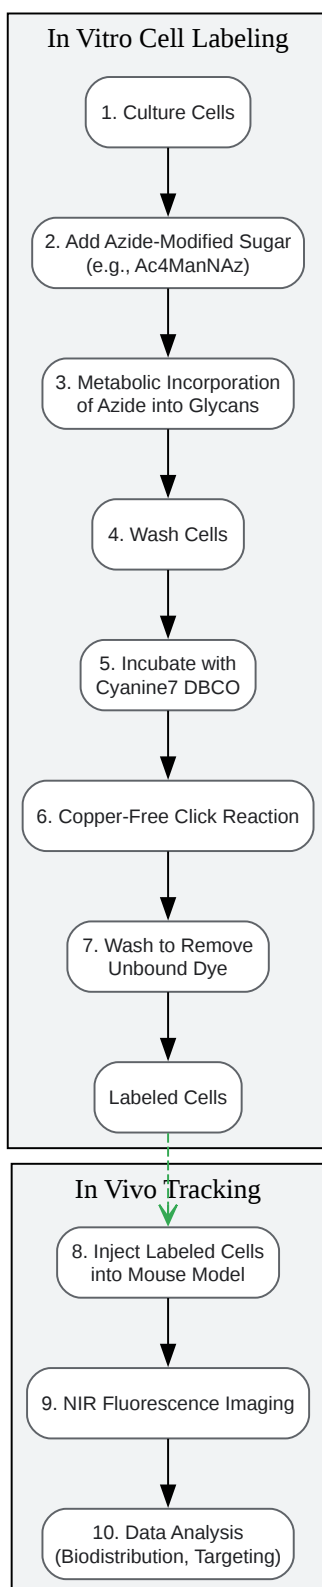 In Vitro Cell Labeling
1. Culture Cells
2. Add Azide-Modified Sugar
(e.g., Ac4ManNAz)
3. Metabolic Incorporation
of Azide into Glycans
4. Wash Cells
5. Incubate with
Cyanine7 DBCO
6. Copper-Free Click Reaction
7. Wash to Remove
Unbound Dye
Labeled Cells
In Vivo Tracking
8. Inject Labeled Cells
into Mouse Model
9. NIR Fluorescence Imaging
10. Data Analysis
(Biodistribution, Targeting)